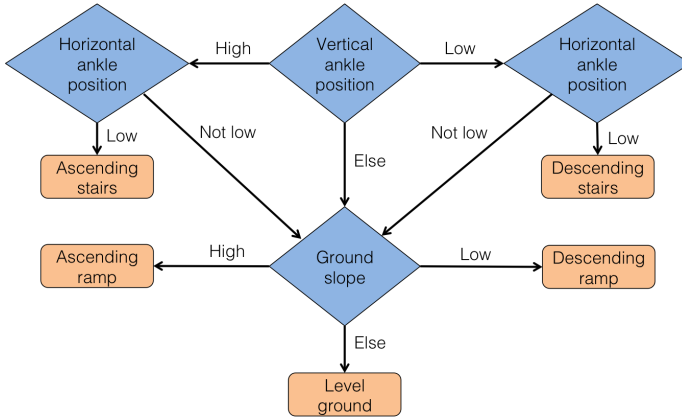 Horizontal
ankle
position
High
Vertical
ankle
position
Low
Horizontal
ankle
position
Low
Not low
Not low
Low
Ascending
stairs
Else
Descending
stairs
Ascending
ramp
High
Ground
slope
Low
Descending
ramp
Else
Level
ground